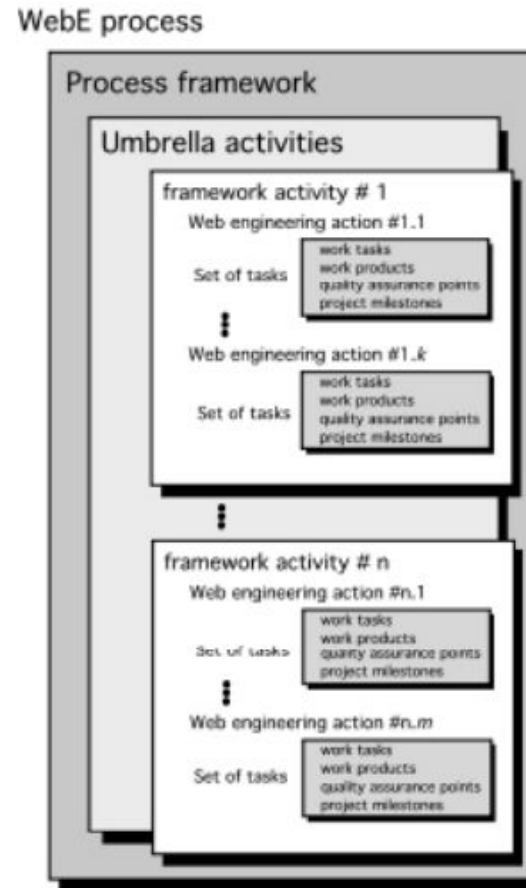 WebE process
Process framework
Umbrella activities
framework activity # 1
Web engineering action #1.1
Set of tasks
work tasks
work products
quality assurance points
project milestones
Web engineering action #1.k
Set of tasks
work tasks
work products
quality assurance points
project milestones
framework activity # n
Web engineering action #n.1
Set of tasks
work tasks
work products
quality assurance points
project milestones
Web engineering action #n.m
Set of tasks
work tasks
work products
quality assurance points
project milestones